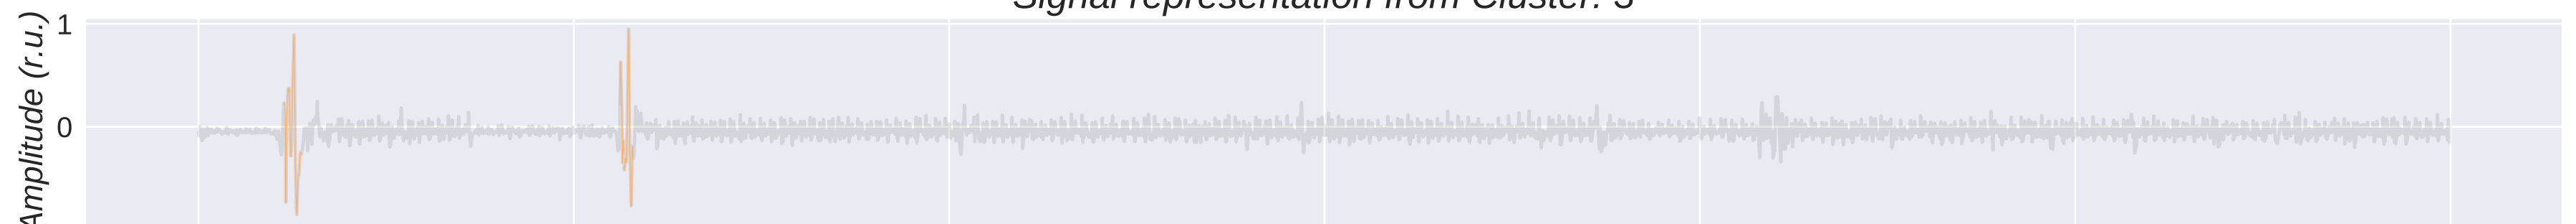 Signal representation from Cluster: 3
Amplitude (r.u.)
1
0